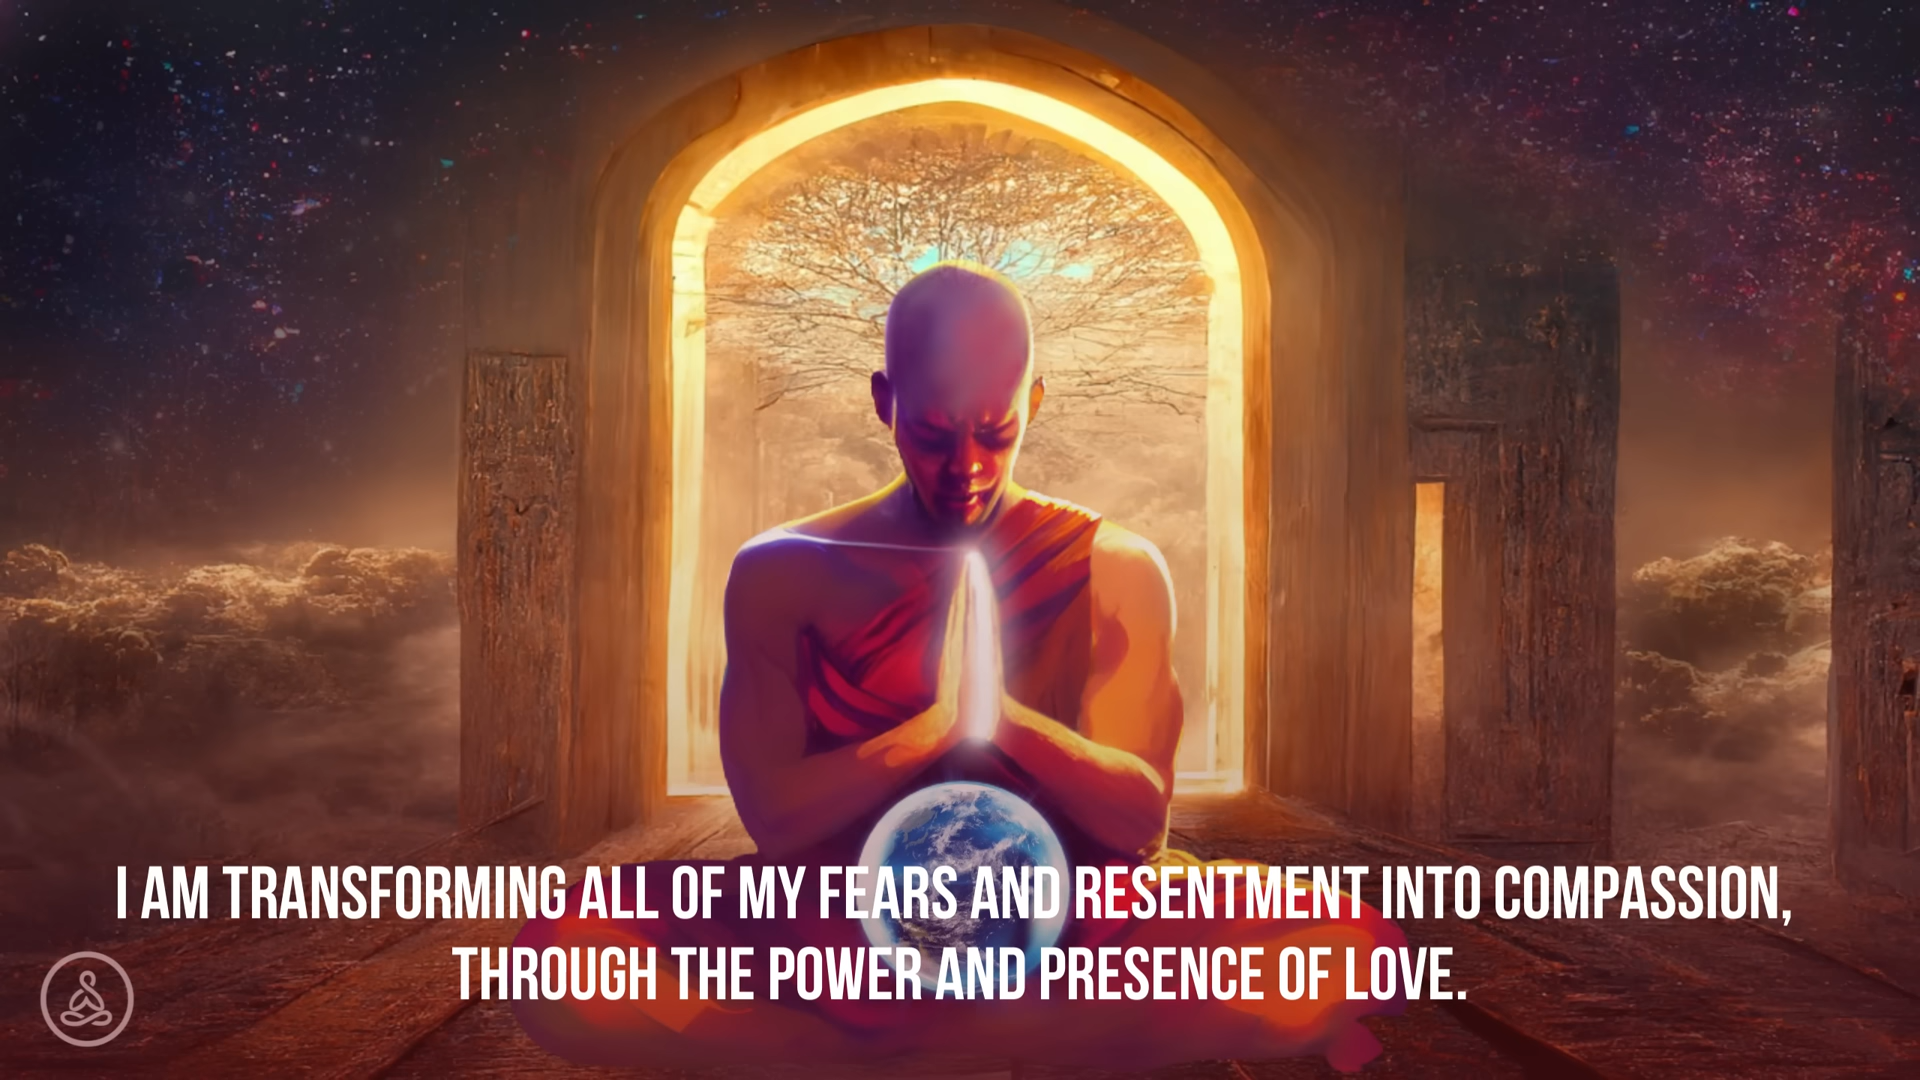 I AM TRANSFORMING ALL OF MY FEARS AND RESENTMENT INTO COMPASSION,
THROUGH THE POWER AND PRESENCE OF LOVE.